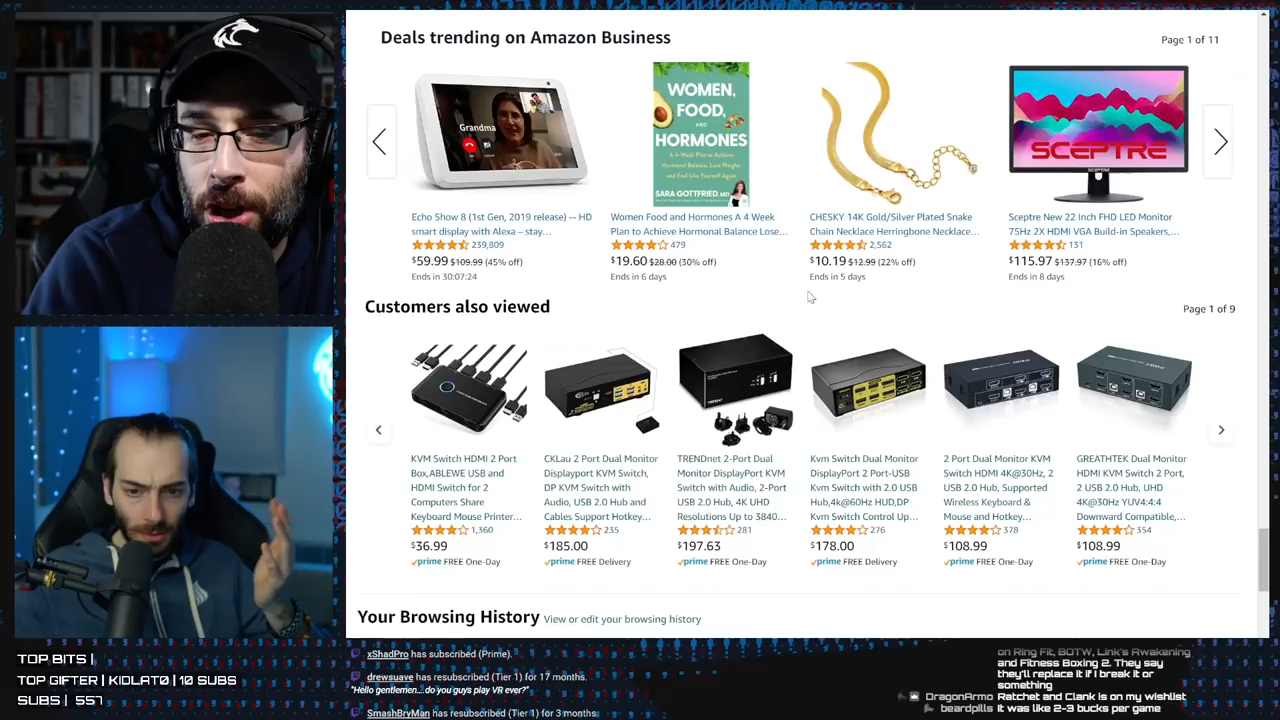 Deals trending on Amazon Business
Page 1 of 11
Grandma
WOMEN,
FOOD,
AND
HORMONES
A 4-Week Plan to Achieve
Hormonal Balance, Lose Weight,
and Feel Like Yourself Again
SARA GOTTFRIED, MD
SCEPTRE
Echo Show 8 (1st Gen, 2019 release) -- HD
smart display with Alexa – stay…
239,809
$59.99 $109.99 (45% off)
Ends in 30:07:24
Women Food and Hormones A 4 Week
Plan to Achieve Hormonal Balance Lose…
479
$19.60 $28.00 (30% off)
Ends in 6 days
CHESKY 14K Gold/Silver Plated Snake
Chain Necklace Herringbone Necklace…
2,562
$10.19 $12.99 (22% off)
Ends in 5 days
Sceptre New 22 Inch FHD LED Monitor
75Hz 2X HDMI VGA Build-in Speakers,…
131
$115.97 $137.97 (16% off)
Ends in 8 days
Customers also viewed
Page 1 of 9
KVM Switch HDMI 2 Port
Box,ABLEWE USB and
HDMI Switch for 2
Computers Share
Keyboard Mouse Printer…
1,360
$36.99
prime FREE One-Day
CKLau 2 Port Dual Monitor
Displayport KVM Switch,
DP KVM Switch with
Audio, USB 2.0 Hub and
Cables Support Hotkey…
235
$185.00
prime FREE Delivery
TRENDnet 2-Port Dual
Monitor DisplayPort KVM
Switch with Audio, 2-Port
USB 2.0 Hub, 4K UHD
Resolutions Up to 3840…
281
$197.63
prime FREE One-Day
Kvm Switch Dual Monitor
DisplayPort 2 Port-USB
Kvm Switch with 2.0 USB
Hub,4k@60Hz HUD,DP
Kvm Switch Control Up…
276
$178.00
prime FREE Delivery
2 Port Dual Monitor KVM
Switch HDMI 4K@30Hz, 2
USB 2.0 Hub, Supported
Wireless Keyboard &
Mouse and Hotkey…
378
$108.99
prime FREE One-Day
GREATHTEK Dual Monitor
HDMI KVM Switch 2 Port,
2 USB 2.0 Hub, UHD
4K@30Hz YUV4:4:4
Downward Compatible,…
354
$108.99
prime FREE One-Day
Your Browsing History View or edit your browsing history
TOP BITS |
TOP GIFTER | KIDLAT0 | 10 SUBS
SUBS | 557
xShadPro has subscribed (Prime).
drewsuave has resubscribed (Tier 1) for 17 months.
"Hello gentlemen...do you guys play VR ever?"
SmashBryMan has resubscribed (Tier 1) for 3 months.
on Ring Fit, BOTW, Link's Awakening
and Fitness Boxing 2. They say
they'll replace it if I break it or
something
DragonArmo Ratchet and Clank is on my wishlist
beardpills It was like 2-3 bucks per game